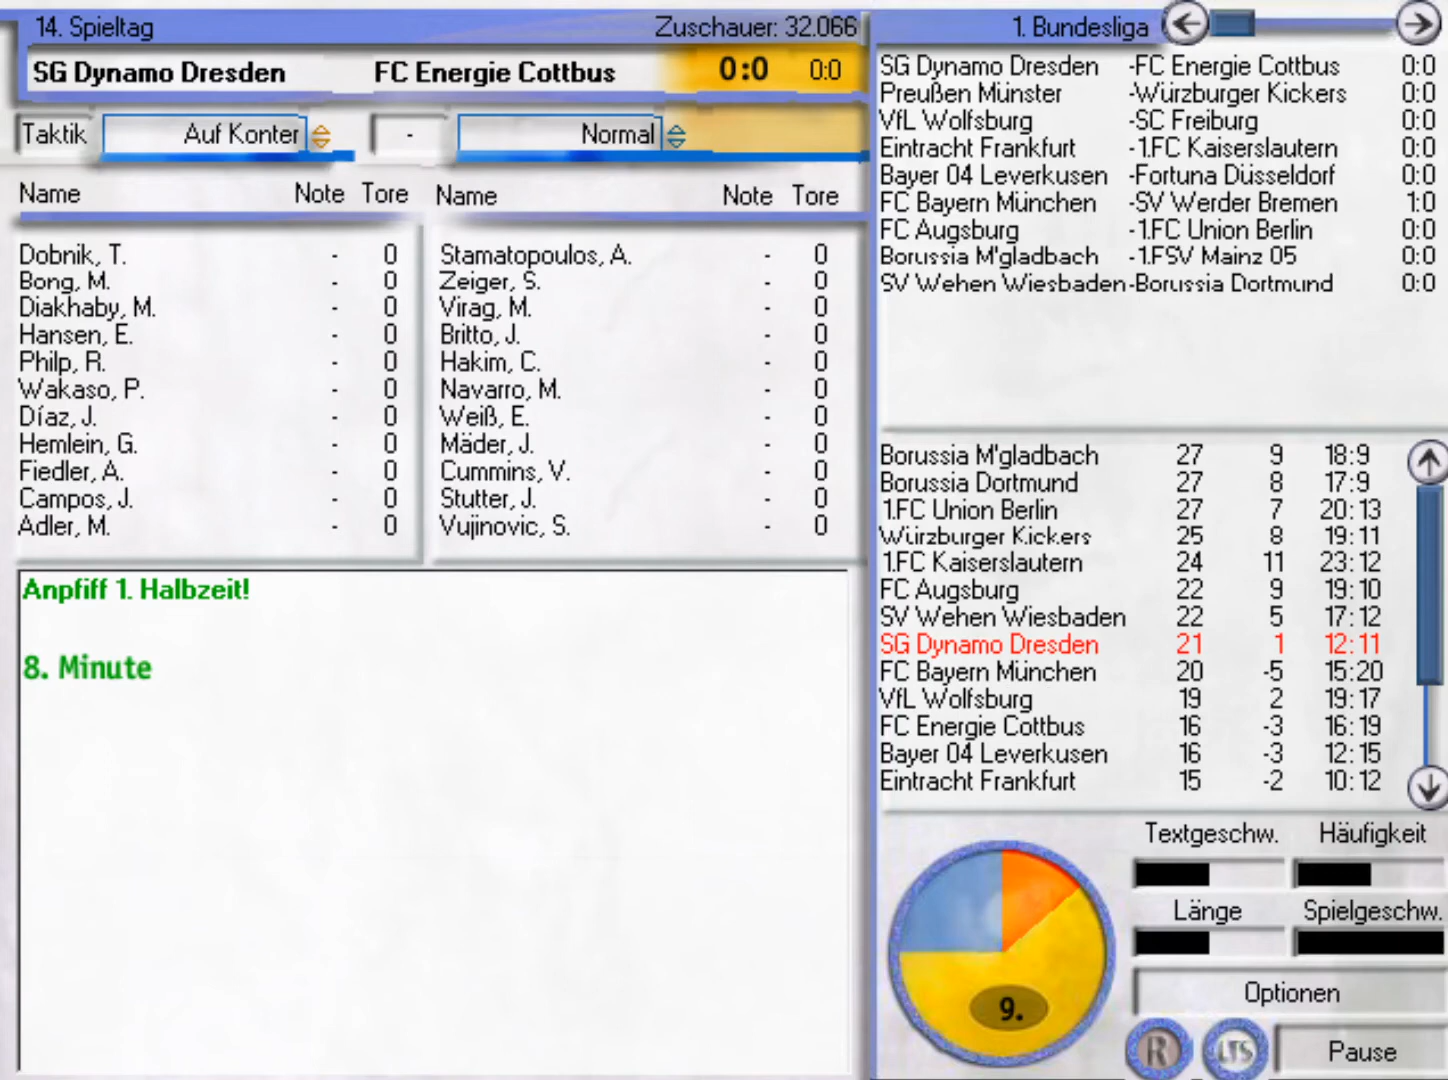 14. Spieltag Zuschauer: 32.066
SG Dynamo Dresden FC Energie Cottbus 0:0 0:0
Taktik Auf Konter - Normal
Name Note Tore Name Note Tore
Dobnik, T. - 0 Stamatopoulos, A. - 0
Bong, M. - 0 Zeiger, S. - 0
Diakhaby, M. - 0 Virag, M. - 0
Hansen, E. - 0 Britto, J. - 0
Philp, R. - 0 Hakim, C. - 0
Wakaso, P. - 0 Navarro, M. - 0
Díaz, J. - 0 Weiß, E. - 0
Hemlein, G. - 0 Mäder, J. - 0
Fiedler, A. - 0 Cummins, V. - 0
Campos, J. - 0 Stutter, J. - 0
Adler, M. - 0 Vujinovic, S. - 0
Anpfiff 1. Halbzeit!
8. Minute
1. Bundesliga
SG Dynamo Dresden -FC Energie Cottbus 0:0
Preußen Münster -Würzburger Kickers 0:0
VfL Wolfsburg -SC Freiburg 0:0
Eintracht Frankfurt -1.FC Kaiserslautern 0:0
Bayer 04 Leverkusen -Fortuna Düsseldorf 0:0
FC Bayern München -SV Werder Bremen 1:0
FC Augsburg -1.FC Union Berlin 0:0
Borussia M'gladbach -1.FSV Mainz 05 0:0
SV Wehen Wiesbaden -Borussia Dortmund 0:0
Borussia M'gladbach 27 9 18:9
Borussia Dortmund 27 8 17:9
1.FC Union Berlin 27 7 20:13
Würzburger Kickers 25 8 19:11
1.FC Kaiserslautern 24 11 23:12
FC Augsburg 22 9 19:10
SV Wehen Wiesbaden 22 5 17:12
SG Dynamo Dresden 21 1 12:11
FC Bayern München 20 -5 15:20
VfL Wolfsburg 19 2 19:17
FC Energie Cottbus 16 -3 16:19
Bayer 04 Leverkusen 16 -3 12:15
Eintracht Frankfurt 15 -2 10:12
Textgeschw. Häufigkeit
Länge Spielgeschw.
9.
Optionen
R LTS Pause